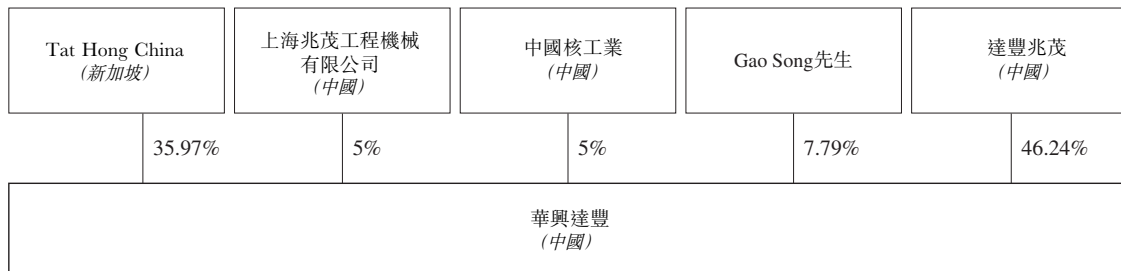 Tat Hong China
(新加坡)
上海兆茂工程機械
有限公司
(中國)
中國核工業
(中國)
Gao Song先生
達豐兆茂
(中國)
35.97%
5%
5%
7.79%
46.24%
華興達豐
(中國)